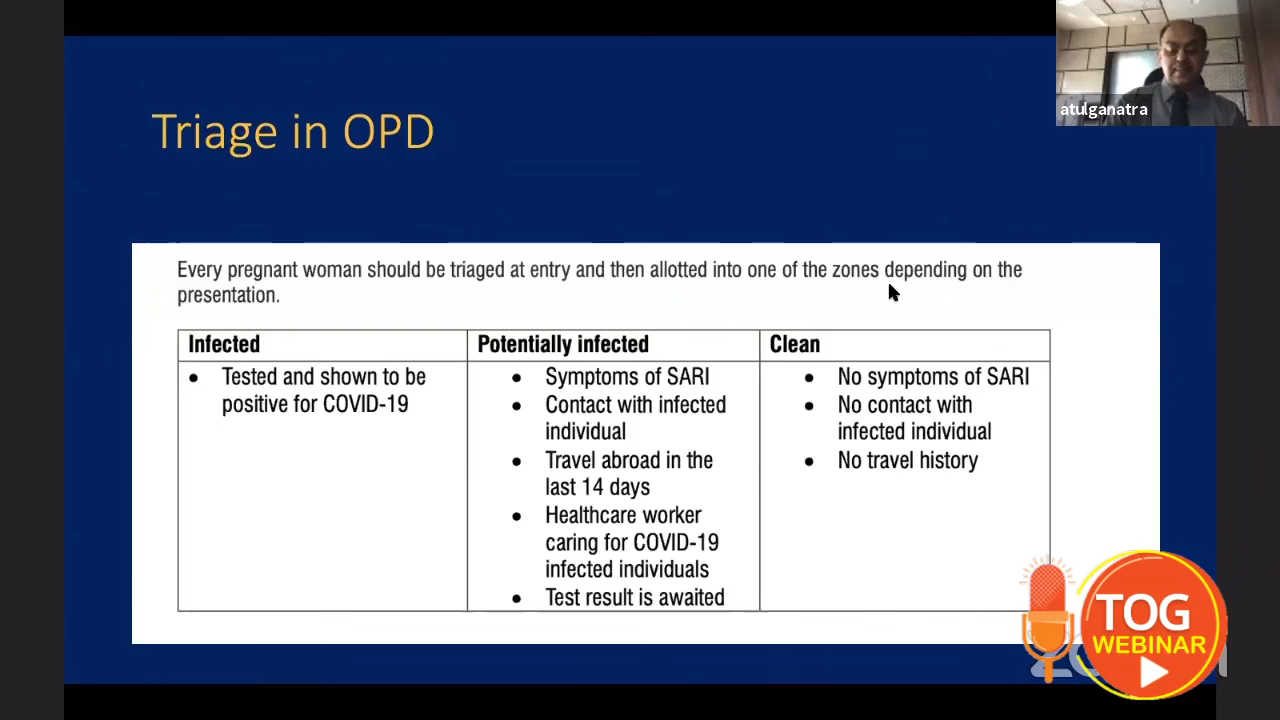 atulganatra
Triage in OPD
Every pregnant woman should be triaged at entry and then allotted into one of the zones depending on the
presentation.
Infected
• Tested and shown to be
positive for COVID-19
Potentially infected
• Symptoms of SARI
• Contact with infected
individual
• Travel abroad in the
last 14 days
• Healthcare worker
caring for COVID-19
infected individuals
• Test result is awaited
Clean
• No symptoms of SARI
• No contact with
infected individual
• No travel history
TOG
WEBINAR